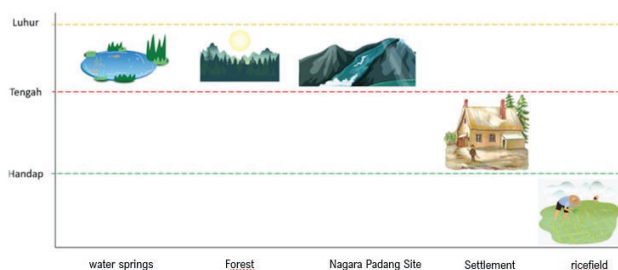 Luhur
Tengah
Handap
water springs
Forest
Nagara Padang Site
Settlement
ricefield